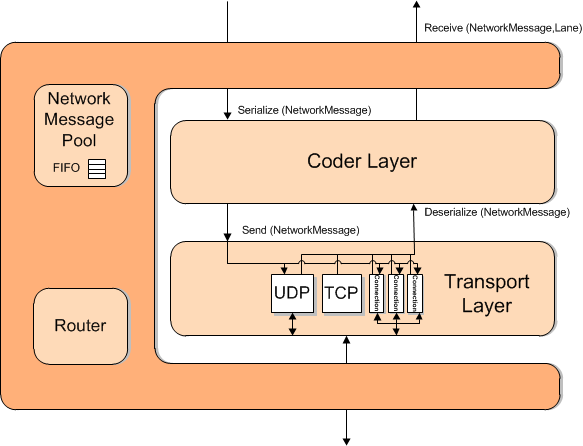 Receive (NetworkMessage,Lane)
Network
Message
Pool
FIFO
Serialize (NetworkMessage)
Coder Layer
Deserialize (NetworkMessage)
Send (NetworkMessage)
UDP
TCP
Connection
Connection
Connection
Transport
Layer
Router